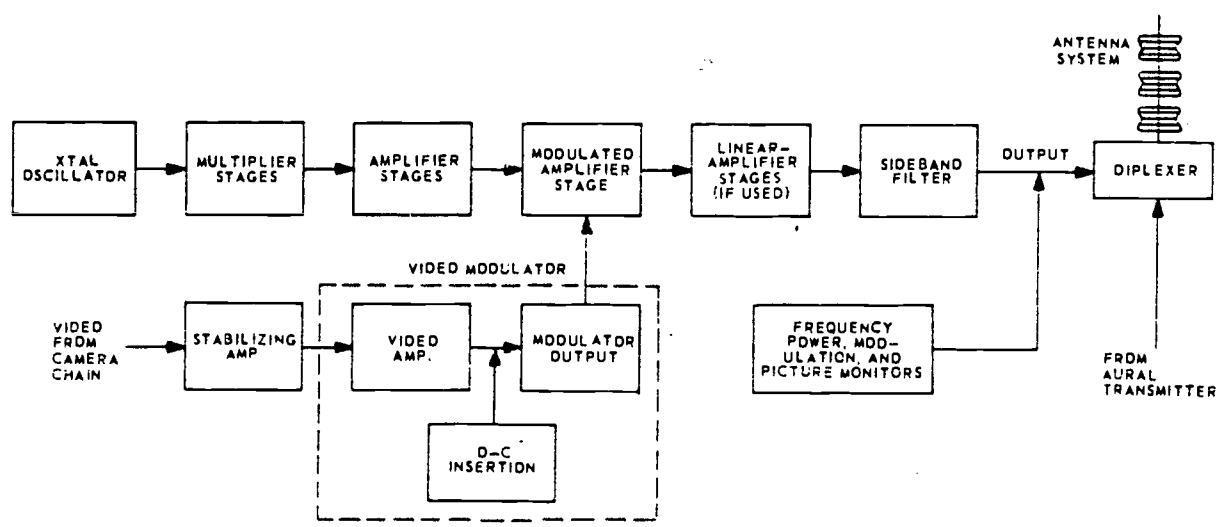 ANTENNA
SYSTEM
XTAL
OSCILLATOR
MULTIPLIER
STAGES
AMPLIFIER
STAGES
MODULATED
AMPLIFIER
STAGE
LINEAR-
AMPLIFIER
STAGES
(IF USED)
SIDEBAND
FILTER
OUTPUT
DIPLEXER
VIDEO MODULATOR
VIDEO
FROM
CAMERA
CHAIN
STABILIZING
AMP
VIDEO
AMP.
MODULATOR
OUTPUT
D-C
INSERTION
FREQUENCY
POWER, MOD-
ULATION, AND
PICTURE MONITORS
FROM
AURAL
TRANSMITTER